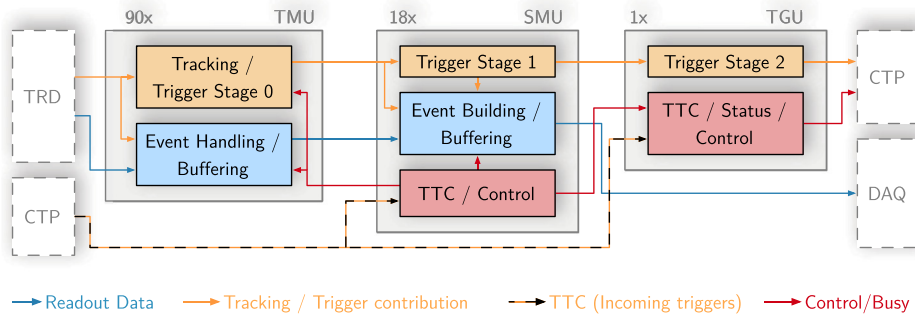 90x TMU 18x SMU 1x TGU
TRD
Tracking /
Trigger Stage 0
Event Handling /
Buffering
CTP
Trigger Stage 1
Event Building /
Buffering
TTC / Control
Trigger Stage 2
TTC / Status /
Control
CTP
DAQ
Readout Data Tracking / Trigger contribution TTC (Incoming triggers) Control/Busy